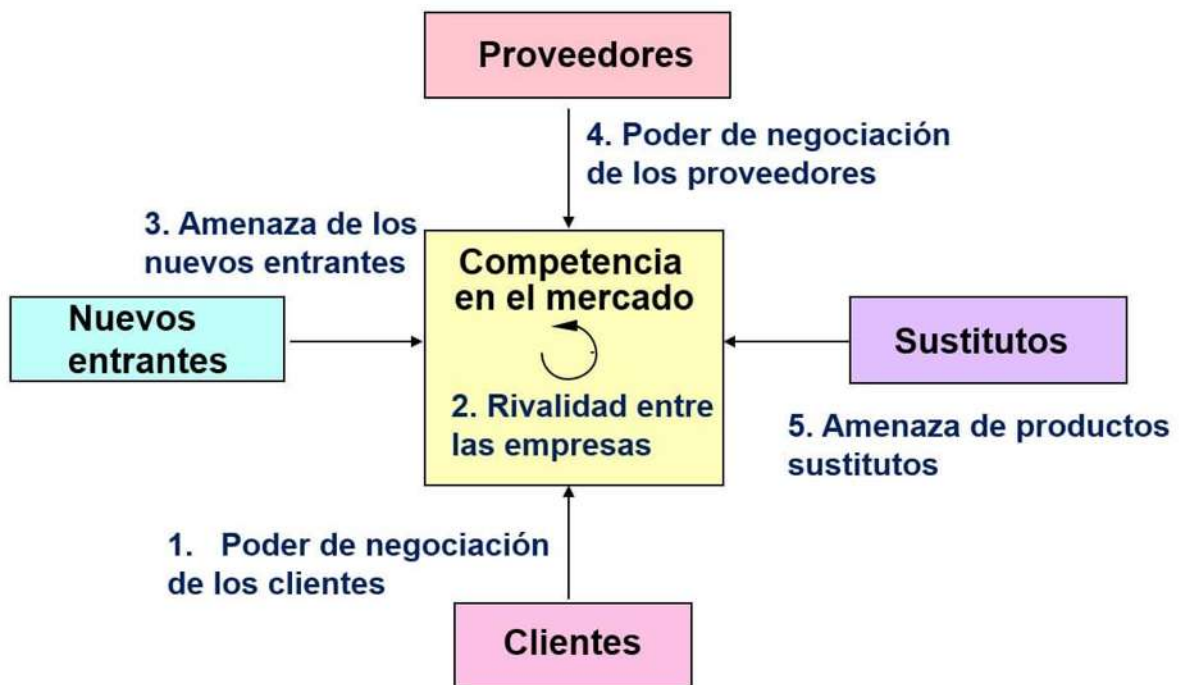 Proveedores
4. Poder de negociación
de los proveedores
3. Amenaza de los
nuevos entrantes
Competencia
en el mercado
Nuevos
entrantes
Sustitutos
2. Rivalidad entre
las empresas
5. Amenaza de productos
sustitutos
1. Poder de negociación
de los clientes
Clientes